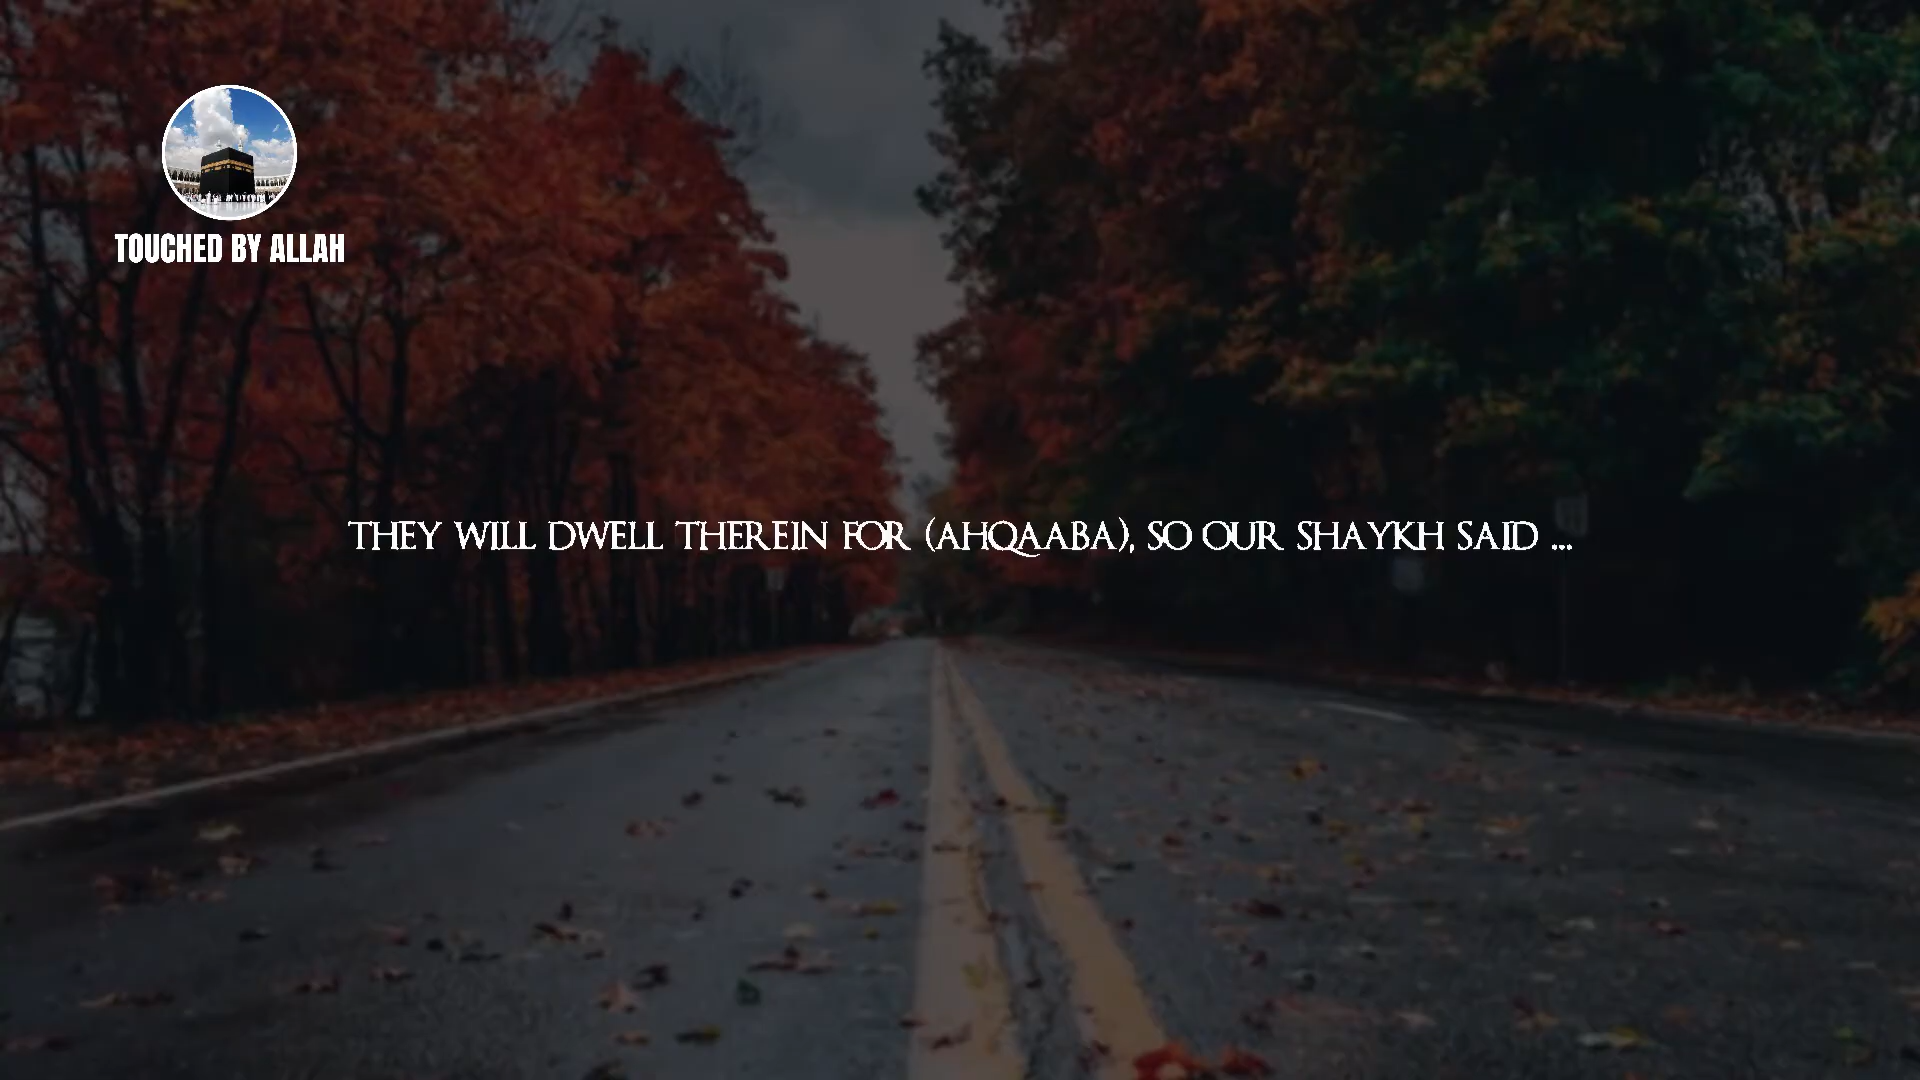 TOUCHED BY ALLAH
THEY WILL DWELL THEREIN FOR (AHQAABA), SO OUR SHAYKH SAID ...